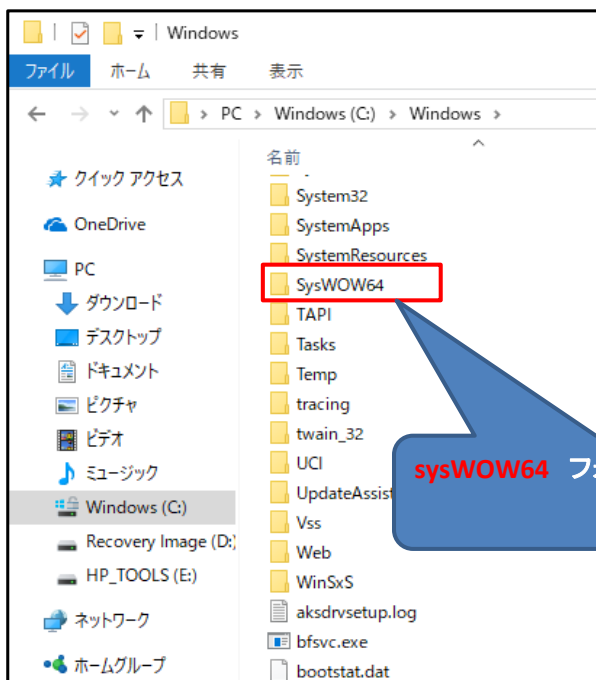 Windows
ファイル ホーム 共有 表示
PC > Windows (C:) > Windows >
名前
クイック アクセス
OneDrive
PC
ダウンロード
デスクトップ
ドキュメント
ピクチャ
ビデオ
ミュージック
Windows (C:)
Recovery Image (D:)
HP_TOOLS (E:)
ネットワーク
ホームグループ
System32
SystemApps
SystemResources
SysWOW64
TAPI
Tasks
Temp
tracing
twain_32
UCI
UpdateAssist
Vss
Web
WinSxS
aksdrvsetup.log
bfsvc.exe
bootstat.dat
sysWOW64 フ